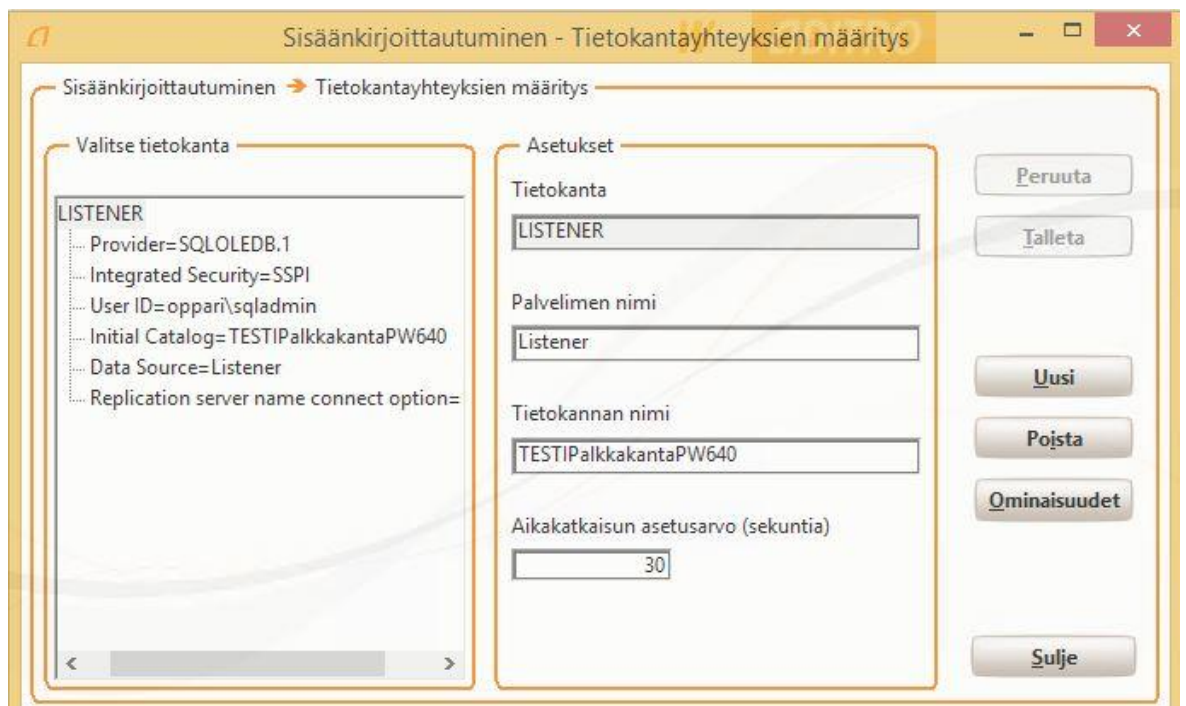 Sisäänkirjoittautuminen - Tietokantayhteyksien määritys
Sisäänkirjoittautuminen ➔ Tietokantayhteyksien määritys
Valitse tietokanta
LISTENER
Provider=SQLOLEDB.1
Integrated Security=SSPI
User ID=oppari\sqladmin
Initial Catalog=TESTIPalkkakantaPW640
Data Source=Listener
Replication server name connect option=
Asetukset
Tietokanta
LISTENER
Palvelimen nimi
Listener
Tietokannan nimi
TESTIPalkkakantaPW640
Aikakatkaisun asetusarvo (sekuntia)
30
Peruuta
Talleta
Uusi
Poista
Ominaisuudet
Sulje